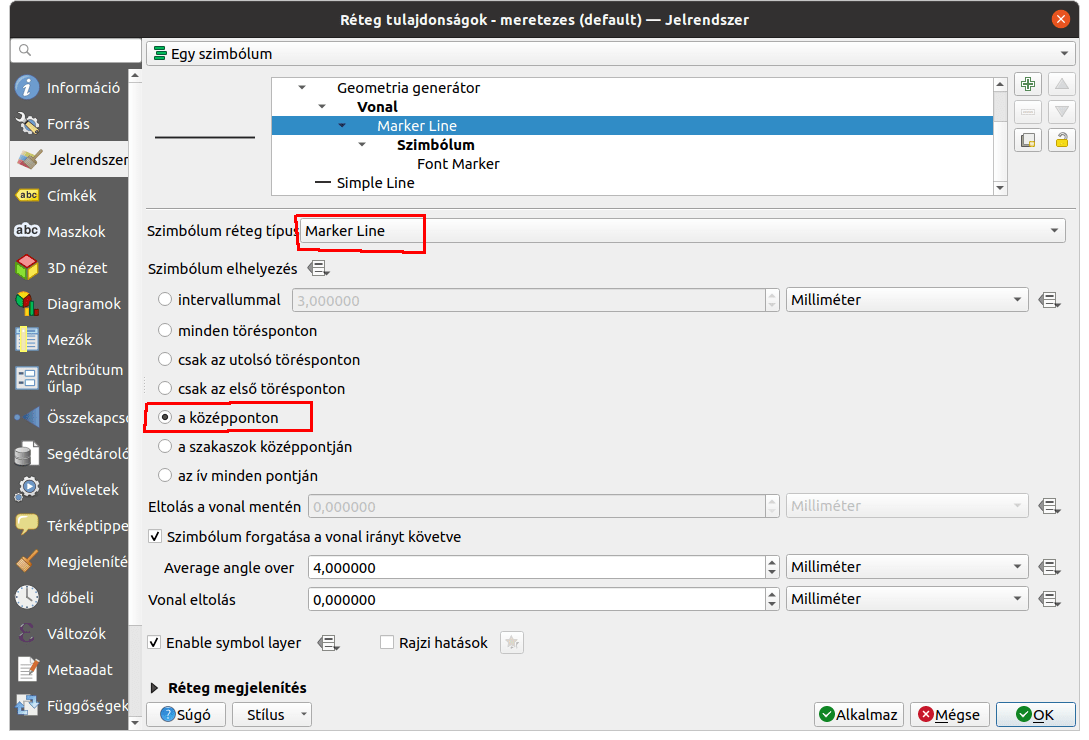 Réteg tulajdonságok - meretezes (default) — Jelrendszer
Információ
Forrás
Jelrendszer
abc Címkék
abc Maszkok
3D nézet
Diagramok
Mezők
Attribútum
űrlap
Összekapcso
Segédtároló
Műveletek
Térképtippe
Megjeleníté
Időbeli
Változók
Metaadat
Függőségek
Egy szimbólum
Geometria generátor
Vonal
Marker Line
Szimbólum
Font Marker
Simple Line
Szimbólum réteg típus Marker Line
Szimbólum elhelyezés
intervallummal 3,000000 Milliméter
minden törésponton
csak az utolsó törésponton
csak az első törésponton
a középponton
a szakaszok középpontján
az ív minden pontján
Eltolás a vonal mentén 0,000000 Milliméter
Szimbólum forgatása a vonal irányt követve
Average angle over 4,000000 Milliméter
Vonal eltolás 0,000000 Milliméter
Enable symbol layer Rajzi hatások
Réteg megjelenítés
Súgó Stílus Alkalmaz Mégse OK